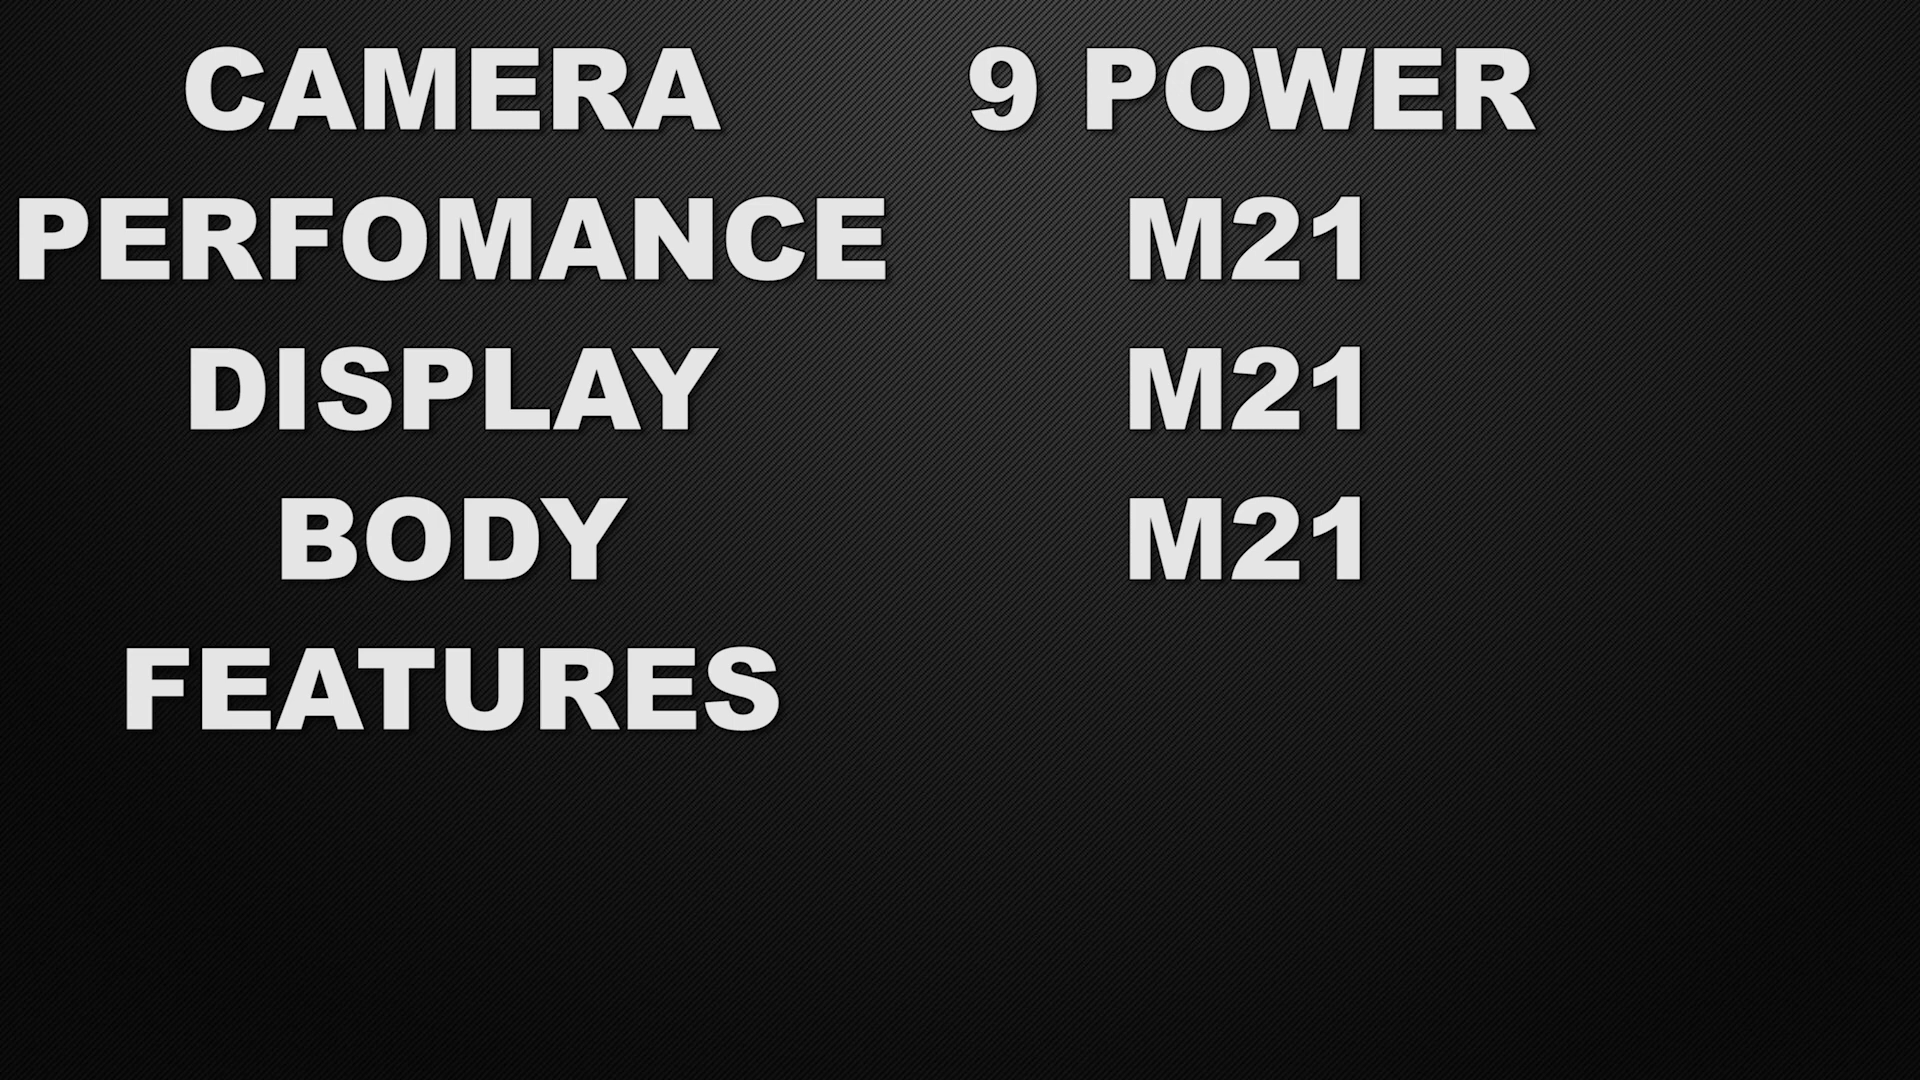 CAMERA 9 POWER
PERFOMANCE M21
DISPLAY M21
BODY M21
FEATURES